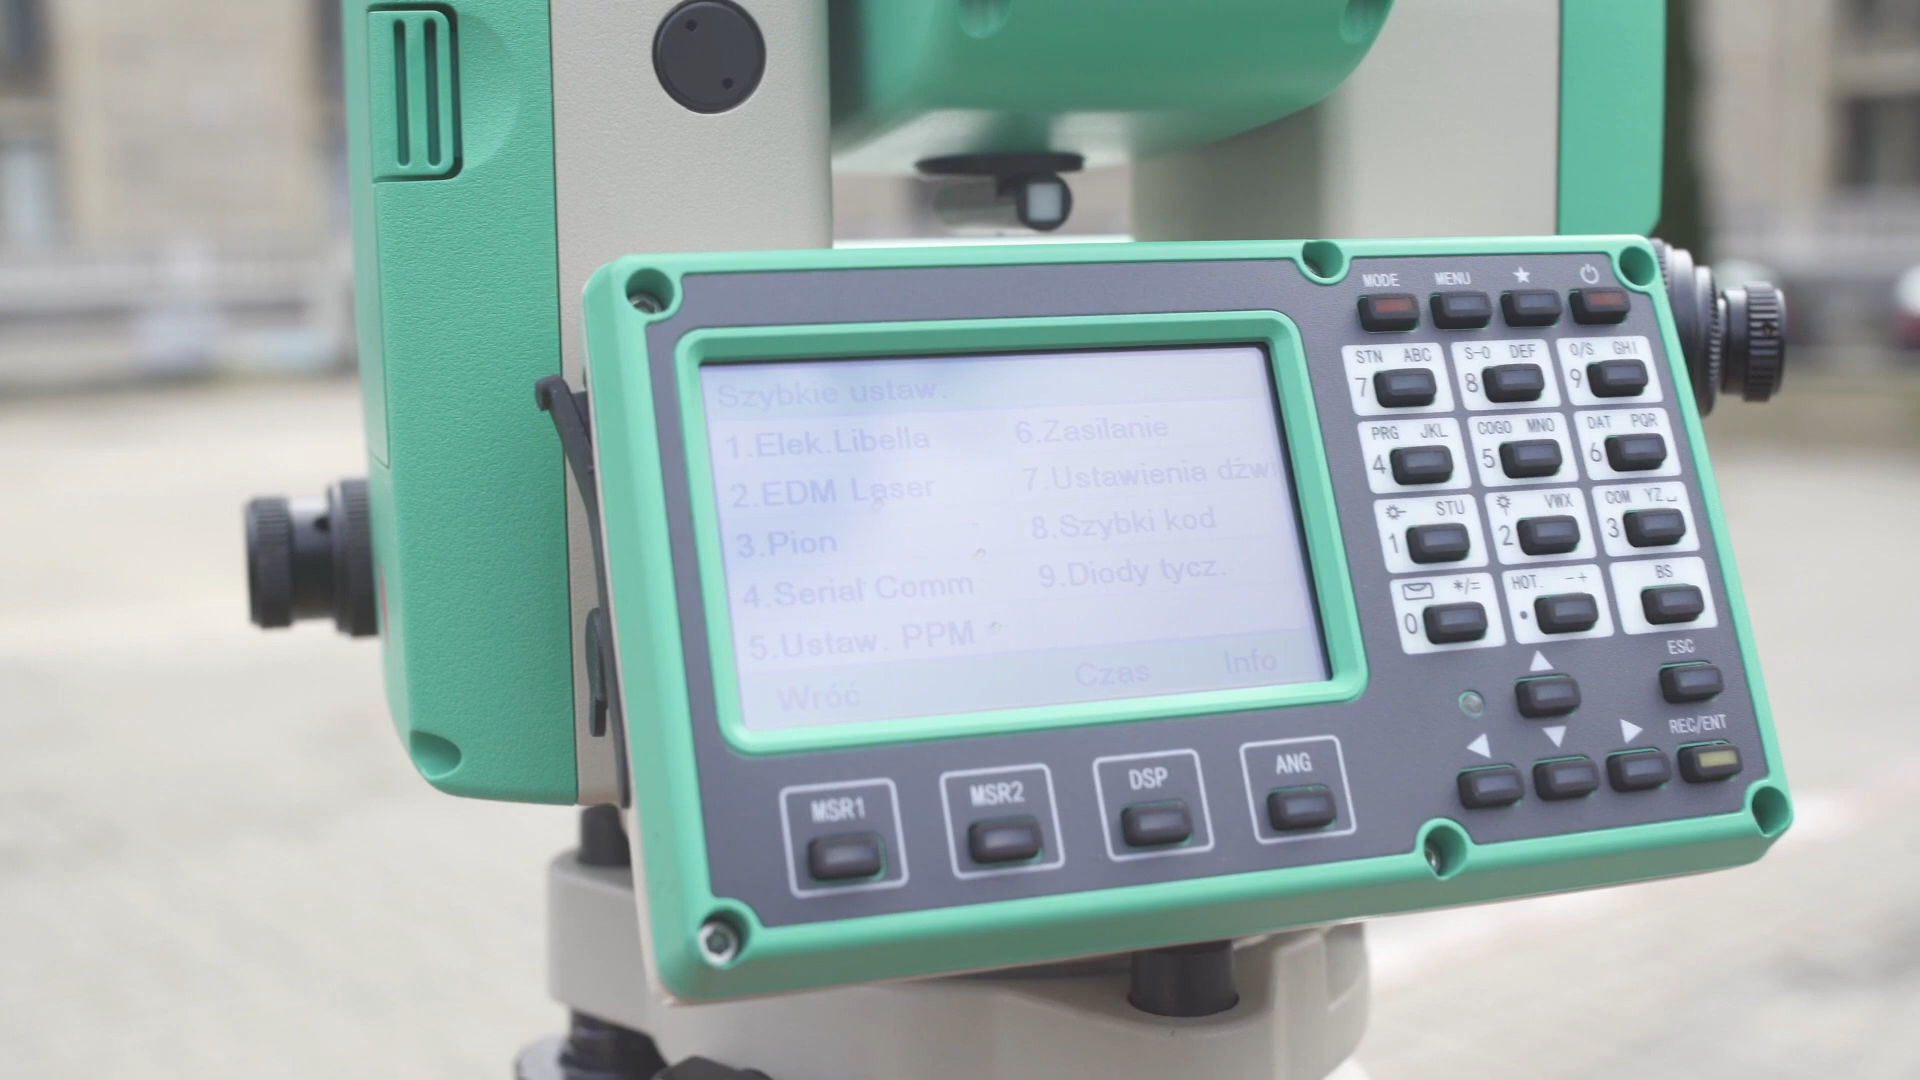 Szybkie ustaw.
1.Elek.Libella
2.EDM Laser
3.Pion
4.Serial Comm
5.Ustaw. PPM
6.Zasilanie
7.Ustawienia dźwi
8.Szybki kod
9.Diody tycz.
Wróć Czas Info
MODE MENU
STN ABC S-O DEF O/S GHI
7 8 9
PRG JKL COGO MNO DAT PQR
4 5 6
STU VWX COM YZ
1 2 3
*/= HOT. -+ BS
0 .
ESC
REC/ENT
MSR1 MSR2 DSP ANG